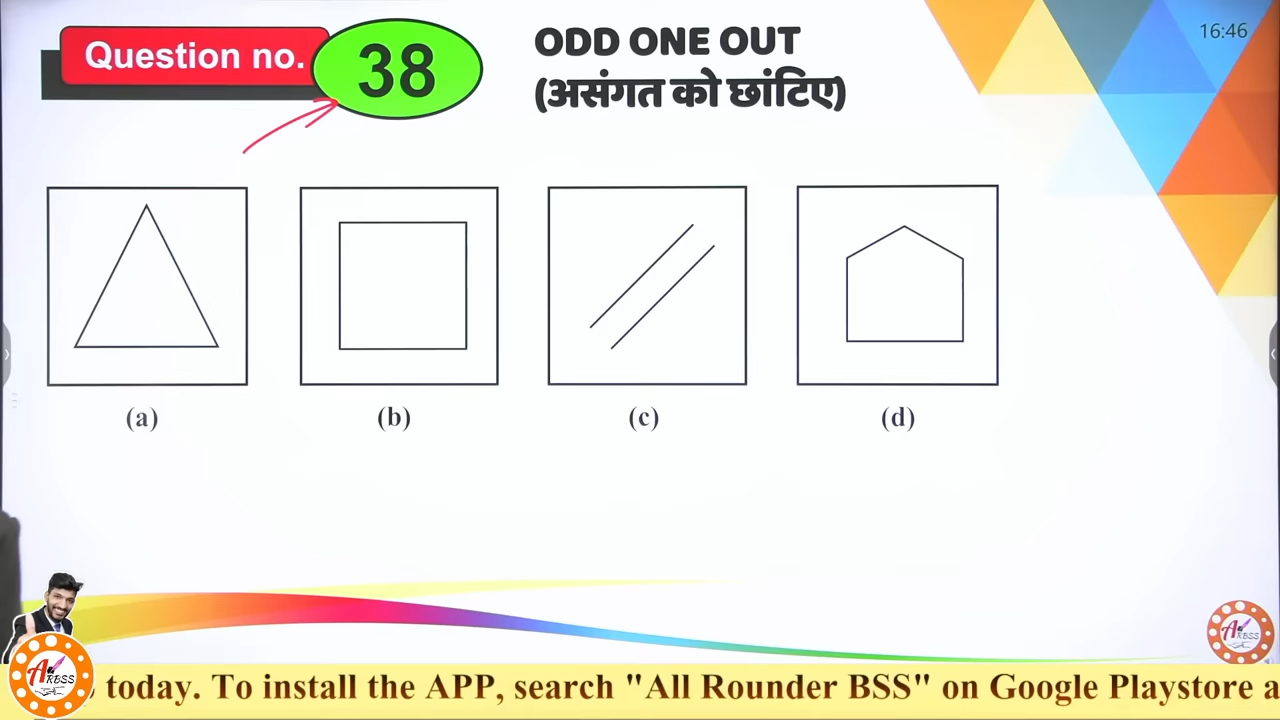 Question no. 38
ODD ONE OUT
(असंगत को छांटिए)
16:46
(a) (b) (c) (d)
today. To install the APP, search "All Rounder BSS" on Google Playstore a